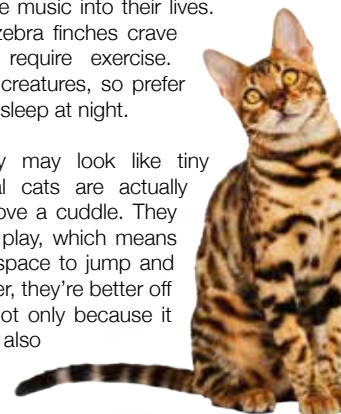 e music into their lives.
zebra finches crave
require exercise.
creatures, so prefer
sleep at night.
y may look like tiny
l cats are actually
ove a cuddle. They
play, which means
space to jump and
er, they're better off
not only because it
also